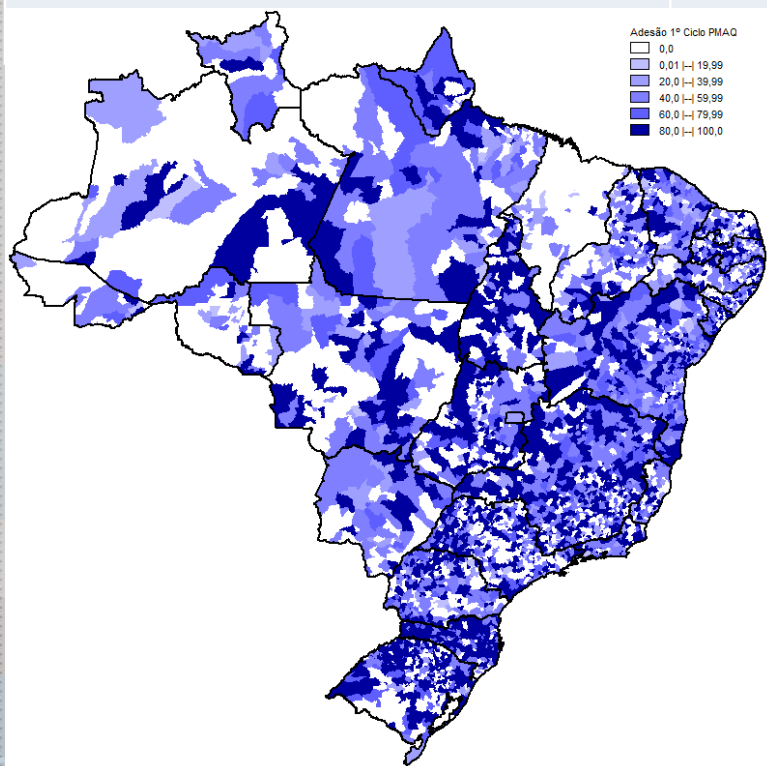 Adesão 1º Ciclo PMAQ
0,0
0,01 |--| 19,99
20,0 |--| 39,99
40,0 |--| 59,99
60,0 |--| 79,99
80,0 |--| 100,0